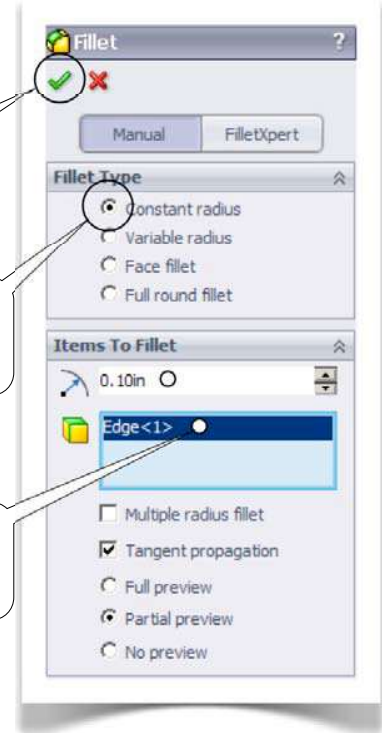 Fillet ?
Manual FilletXpert
Fillet Type
Constant radius
Variable radius
Face fillet
Full round fillet
Items To Fillet
0.10in
Edge<1>
Multiple radius fillet
Tangent propagation
Full preview
Partial preview
No preview